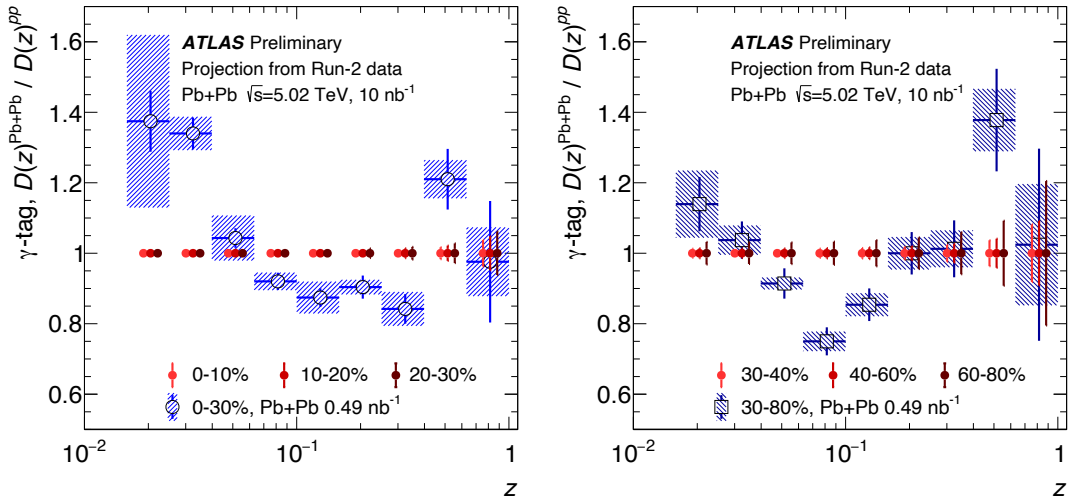 γ-tag, D(z)^Pb+Pb / D(z)^pp
1.6
1.4
1.2
1
0.8
0.6
ATLAS Preliminary
Projection from Run-2 data
Pb+Pb √s=5.02 TeV, 10 nb⁻¹
0-10% 10-20% 20-30%
0-30%, Pb+Pb 0.49 nb⁻¹
10⁻² 10⁻¹ 1
z
γ-tag, D(z)^Pb+Pb / D(z)^pp
1.6
1.4
1.2
1
0.8
0.6
ATLAS Preliminary
Projection from Run-2 data
Pb+Pb √s=5.02 TeV, 10 nb⁻¹
30-40% 40-60% 60-80%
30-80%, Pb+Pb 0.49 nb⁻¹
10⁻² 10⁻¹ 1
z